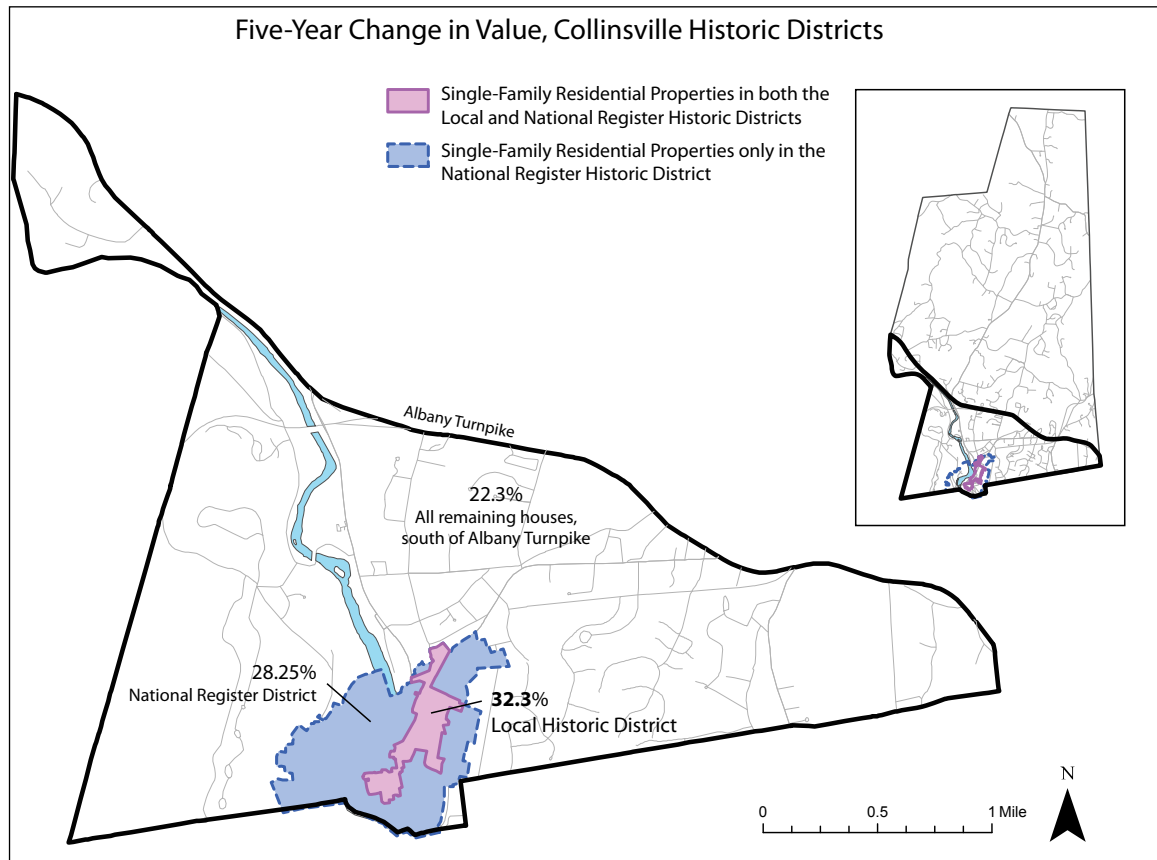 Five-Year Change in Value, Collinsville Historic Districts
Single-Family Residential Properties in both the
Local and National Register Historic Districts
Single-Family Residential Properties only in the
National Register Historic District
Albany Turnpike
22.3%
All remaining houses,
south of Albany Turnpike
28.25%
National Register District
32.3%
Local Historic District
N
0 0.5 1 Mile